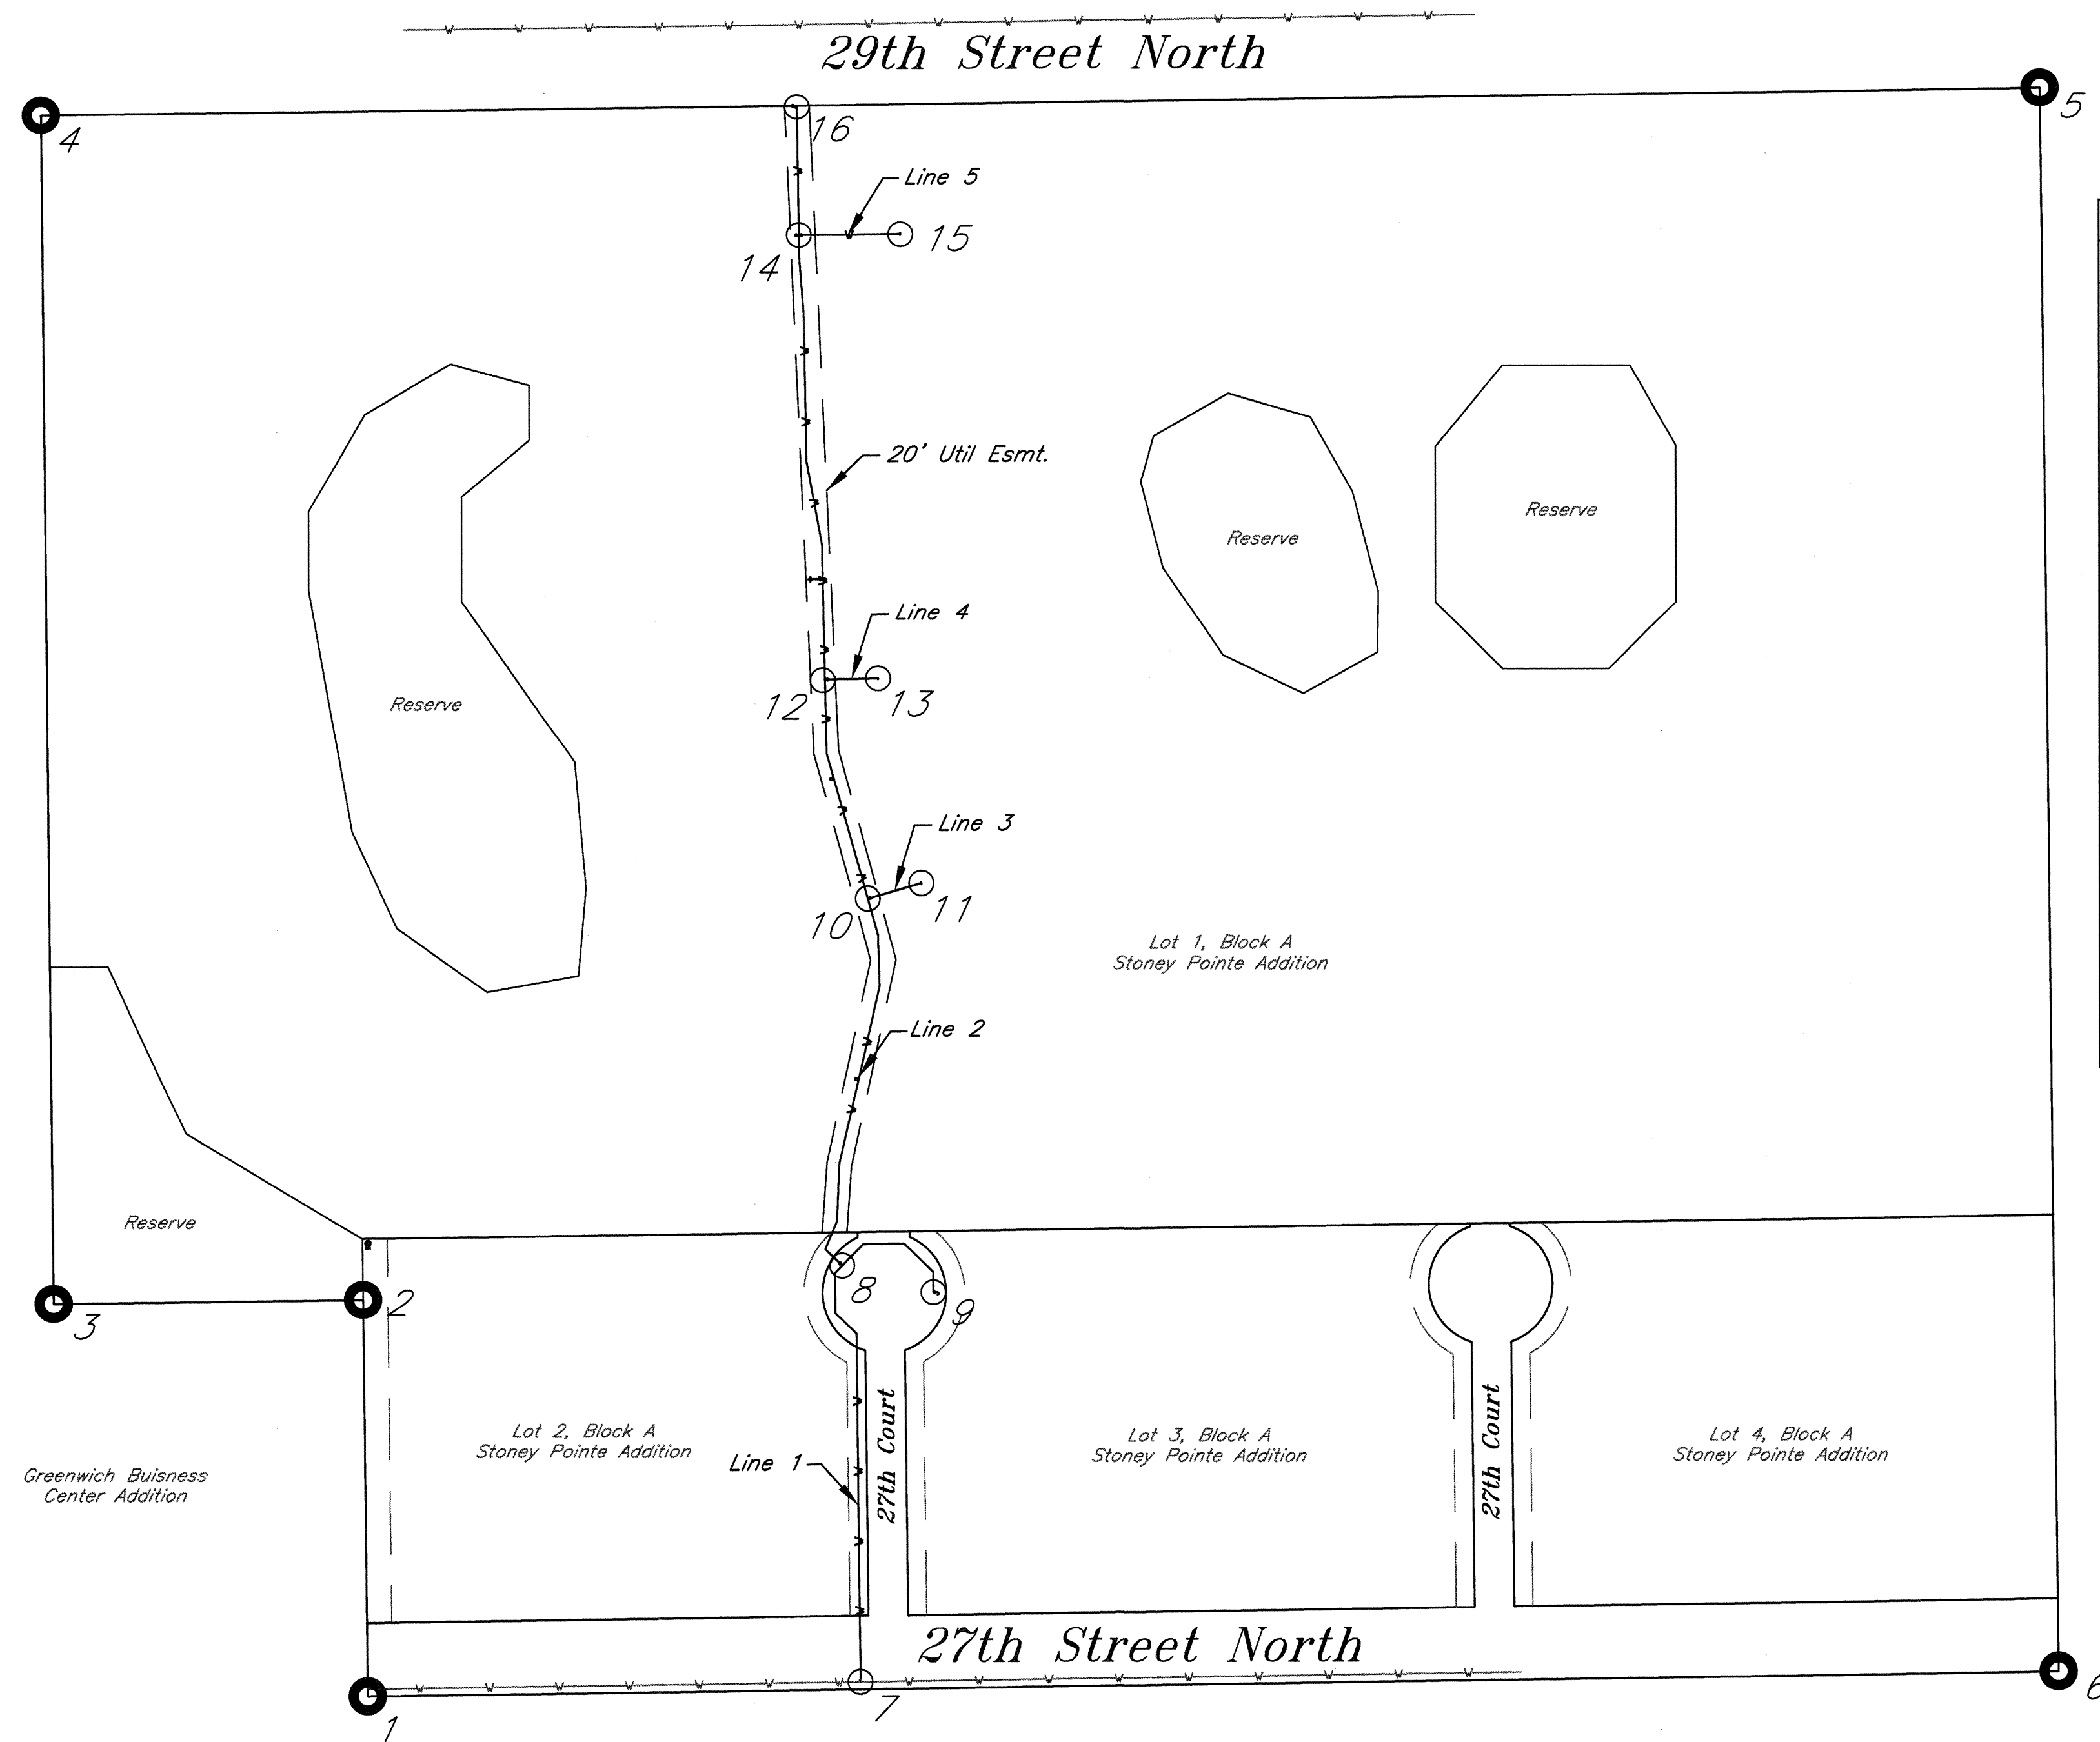 29th Street North
4
16
5
Line 5
14
15
20' Util Esmt.
Reserve
Reserve
Line 4
12
13
Reserve
Line 3
10
11
Lot 1, Block A
Stoney Pointe Addition
Line 2
Reserve
3
2
8
9
Lot 2, Block A
Stoney Pointe Addition
Line 1
27th Court
Lot 3, Block A
Stoney Pointe Addition
27th Court
Lot 4, Block A
Stoney Pointe Addition
Greenwich Buisness
Center Addition
27th Street North
1
7
6